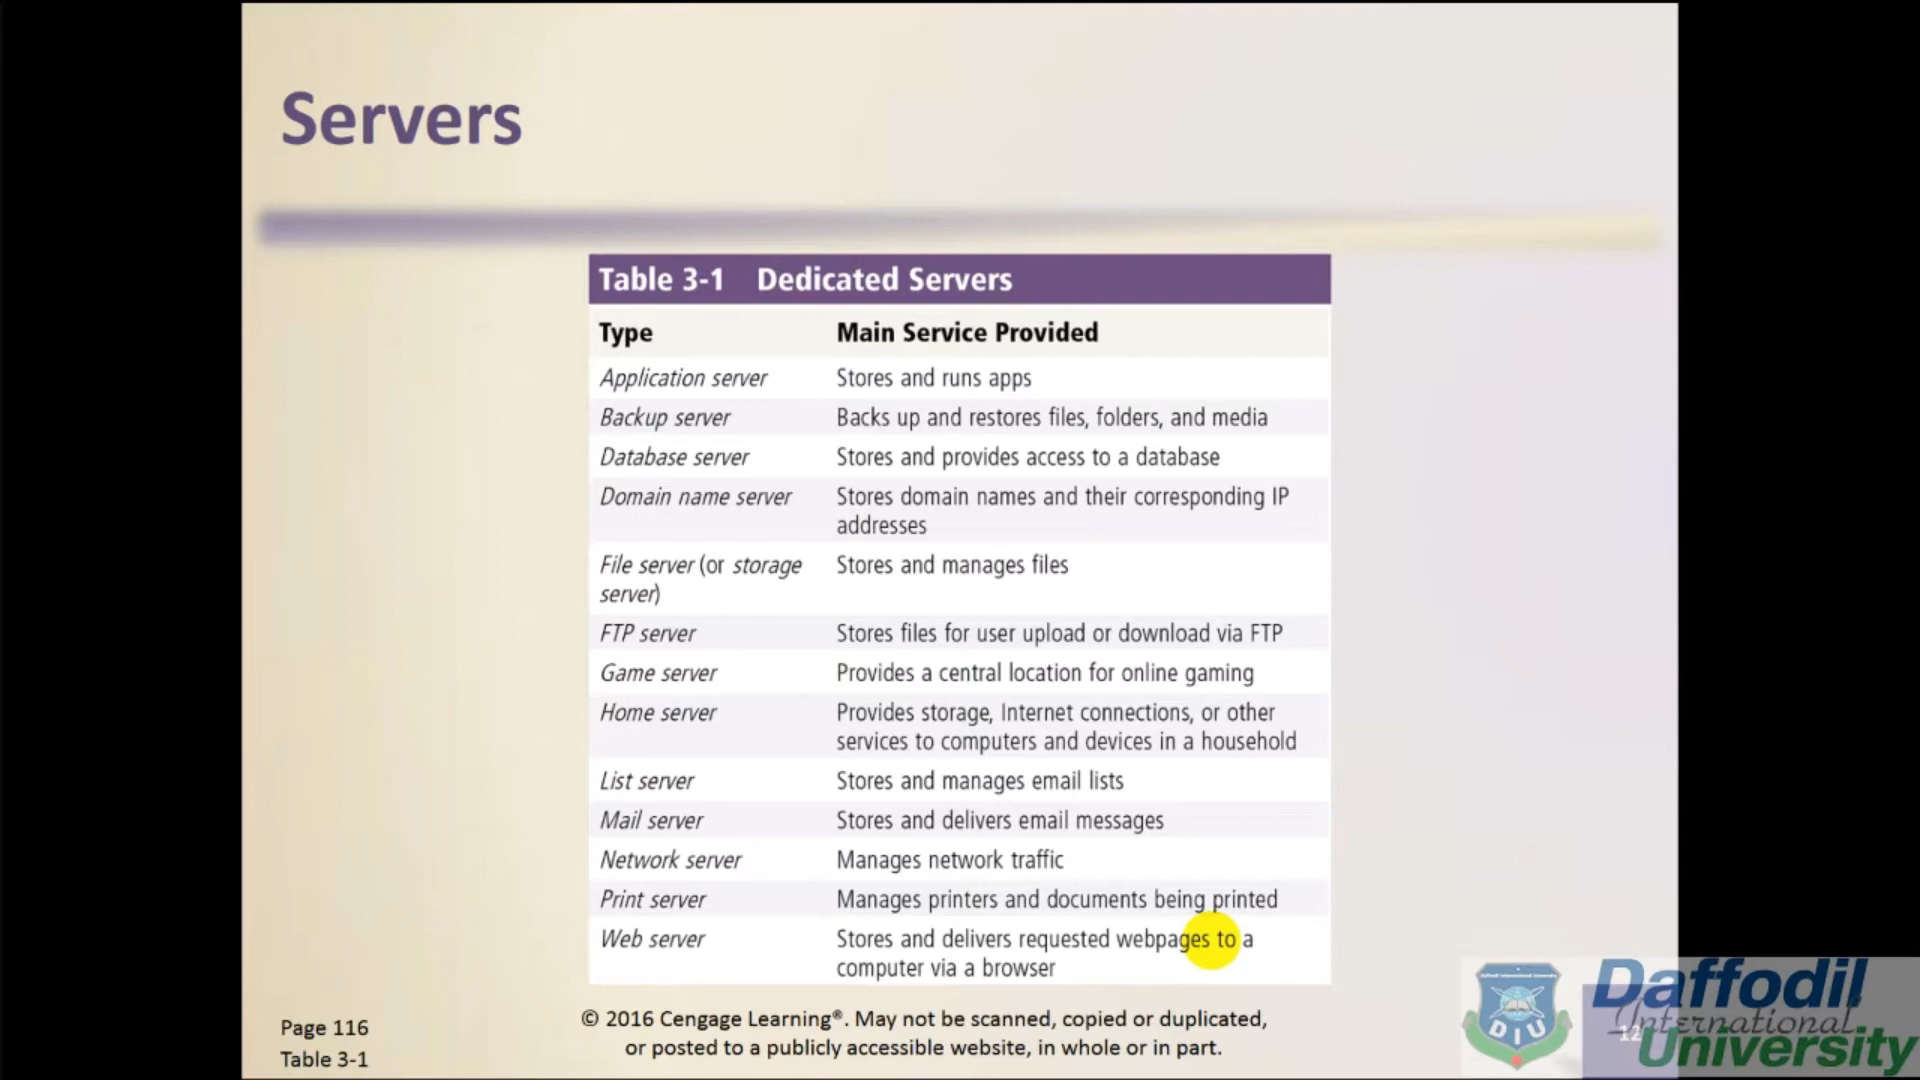 Servers
Table 3-1 Dedicated Servers
Type Main Service Provided
Application server Stores and runs apps
Backup server Backs up and restores files, folders, and media
Database server Stores and provides access to a database
Domain name server Stores domain names and their corresponding IP
addresses
File server (or storage Stores and manages files
server)
FTP server Stores files for user upload or download via FTP
Game server Provides a central location for online gaming
Home server Provides storage, Internet connections, or other
services to computers and devices in a household
List server Stores and manages email lists
Mail server Stores and delivers email messages
Network server Manages network traffic
Print server Manages printers and documents being printed
Web server Stores and delivers requested webpages to a
computer via a browser
Page 116
Table 3-1
© 2016 Cengage Learning®. May not be scanned, copied or duplicated,
or posted to a publicly accessible website, in whole or in part.
DIU
Daffodil
International
University
12